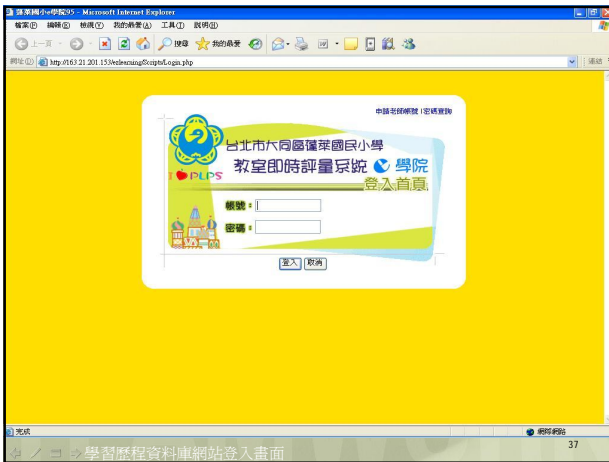 蓬萊國小e學院95 - Microsoft Internet Explorer
檔案(F) 編輯(E) 檢視(V) 我的最愛(A) 工具(T) 說明(H)
上一頁 搜尋 我的最愛
網址(D) http://163.21.201.153/ezlearning/Scripts/Login.php 連結
申請老師帳號 | 密碼查詢
台北市大同區蓬萊國民小學
教室即時評量系統 e 學院
I PLPS
登入首頁
帳號：
密碼：
登入 取消
完成 網際網路
學習歷程資料庫網站登入畫面
37